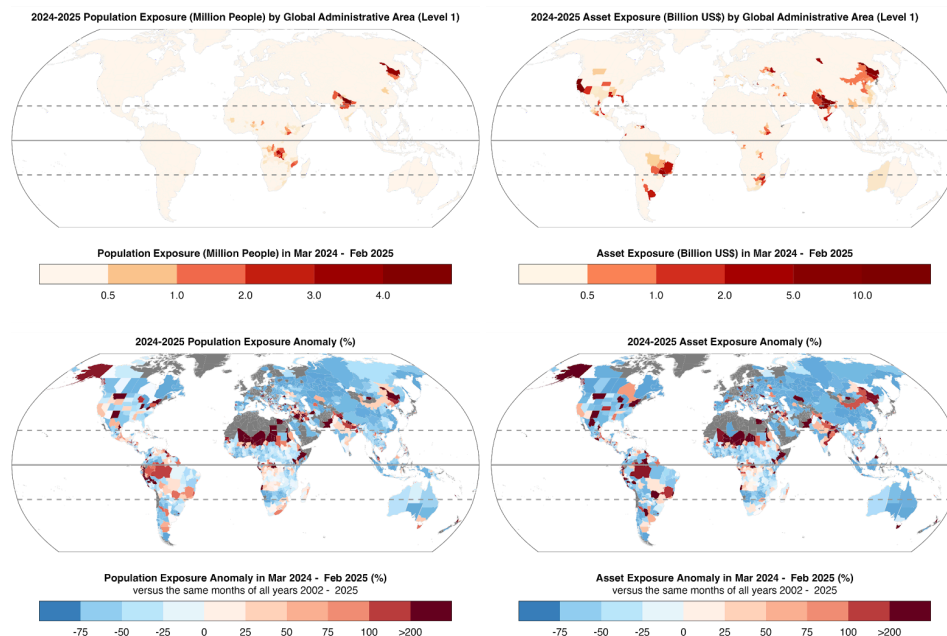 2024-2025 Population Exposure (Million People) by Global Administrative Area (Level 1)
2024-2025 Asset Exposure (Billion US$) by Global Administrative Area (Level 1)
Population Exposure (Million People) in Mar 2024 - Feb 2025
0.5 1.0 2.0 3.0 4.0
Asset Exposure (Billion US$) in Mar 2024 - Feb 2025
0.5 1.0 2.0 5.0 10.0
2024-2025 Population Exposure Anomaly (%)
2024-2025 Asset Exposure Anomaly (%)
Population Exposure Anomaly in Mar 2024 - Feb 2025 (%)
versus the same months of all years 2002 - 2025
-75 -50 -25 0 25 50 75 100 >200
Asset Exposure Anomaly in Mar 2024 - Feb 2025 (%)
versus the same months of all years 2002 - 2025
-75 -50 -25 0 25 50 75 100 >200